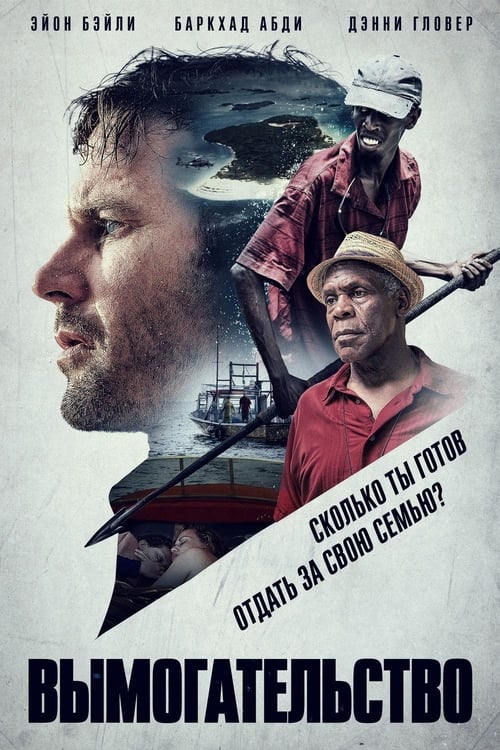 ЭЙОН БЭЙЛИ БАРКХАД АБДИ ДЭННИ ГЛОВЕР
СКОЛЬКО ТЫ ГОТОВ
ОТДАТЬ ЗА СВОЮ СЕМЬЮ?
ВЫМОГАТЕЛЬСТВО